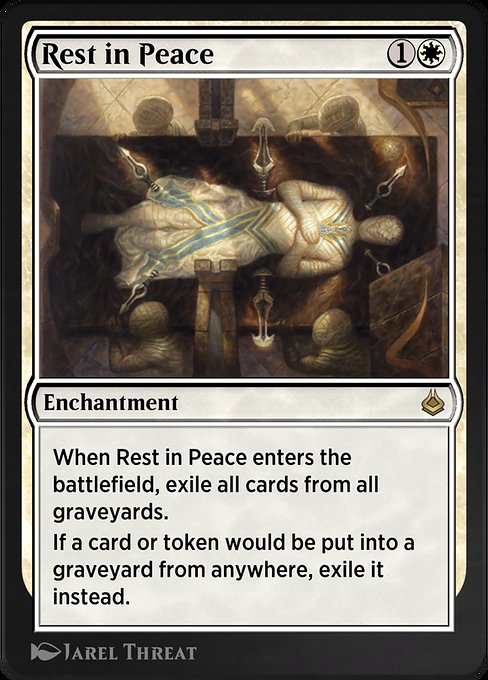 Rest in Peace 1
Enchantment
When Rest in Peace enters the
battlefield, exile all cards from all
graveyards.
If a card or token would be put into a
graveyard from anywhere, exile it
instead.
Jarel Threat